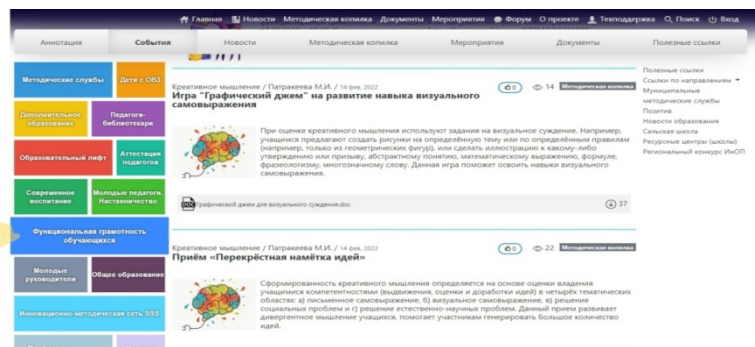 Главная Новости Методическая копилка Документы Мероприятия Форум О проекте Техподдержка Поиск Вход
Аннотация События Новости Методическая копилка Мероприятия Документы Полезные ссылки
Методические службы
Дети с ОВЗ
Дополнительное образование
Педагоги-библиотекари
Образовательный лифт
Аттестация педагогов
Современное воспитание
Молодые педагоги. Наставничество
Функциональная грамотность обучающихся
Молодые руководители
Общее образование
Инновационно-методическая сеть SSS
Креативное мышление / Патракеева М.И. / 14 фев, 2022
0 14 Методическая копилка
Игра "Графический джем" на развитие навыка визуального
самовыражения
При оценке креативного мышления используют задания на визуальное суждение. Например,
учащимся предлагают создать рисунки на определённую тему или по определённым правилам
(например, только из геометрических фигур), или сделать иллюстрацию к какому-либо
утверждению или призыву, абстрактному понятию, математическому выражению, формуле,
фразеологизму, многозначному слову. Данная игра поможет освоить навыки визуального
самовыражения.
DOC Графический джем для визуального суждения.doc 37
Креативное мышление / Патракеева М.И. / 14 фев, 2022
0 22 Методическая копилка
Приём «Перекрёстная намётка идей»
Сформированность креативного мышления определяется на основе оценки владения
учащимися компетентностями (выдвижения, оценки и доработки идей) в четырёх тематических
областях: а) письменное самовыражение, б) визуальное самовыражение, в) решение
социальных проблем и г) решение естественно-научных проблем. Данный прием развивает
дивергентное мышление учащихся, помогает участникам генерировать большое количество
идей.
Полезные ссылки
Ссылки по направлениям
Муниципальные
методические службы
Позитив
Новости образования
Сельская школа
Ресурсные центры (школы)
Региональный конкурс ИнОП